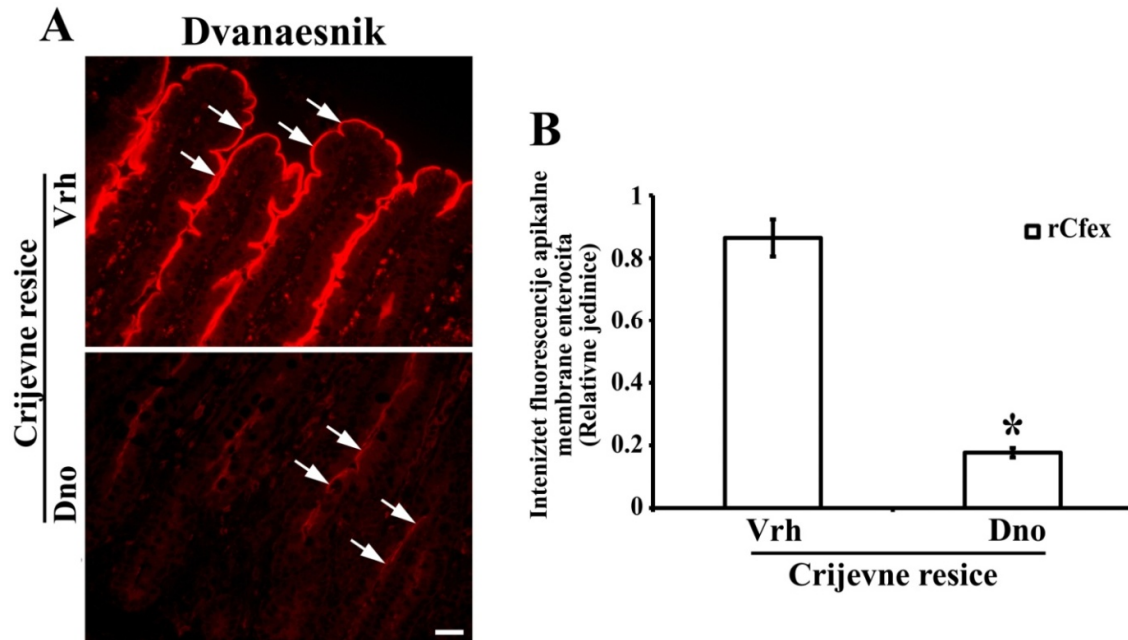 A
Dvanaesnik
Crijevne resice
Vrh
Dno
B
Inteniztet fluorescencije apikalne
membrane enterocita
(Relativne jedinice)
1
0.8
0.6
0.4
0.2
0
rCfex
*
Vrh Dno
Crijevne resice